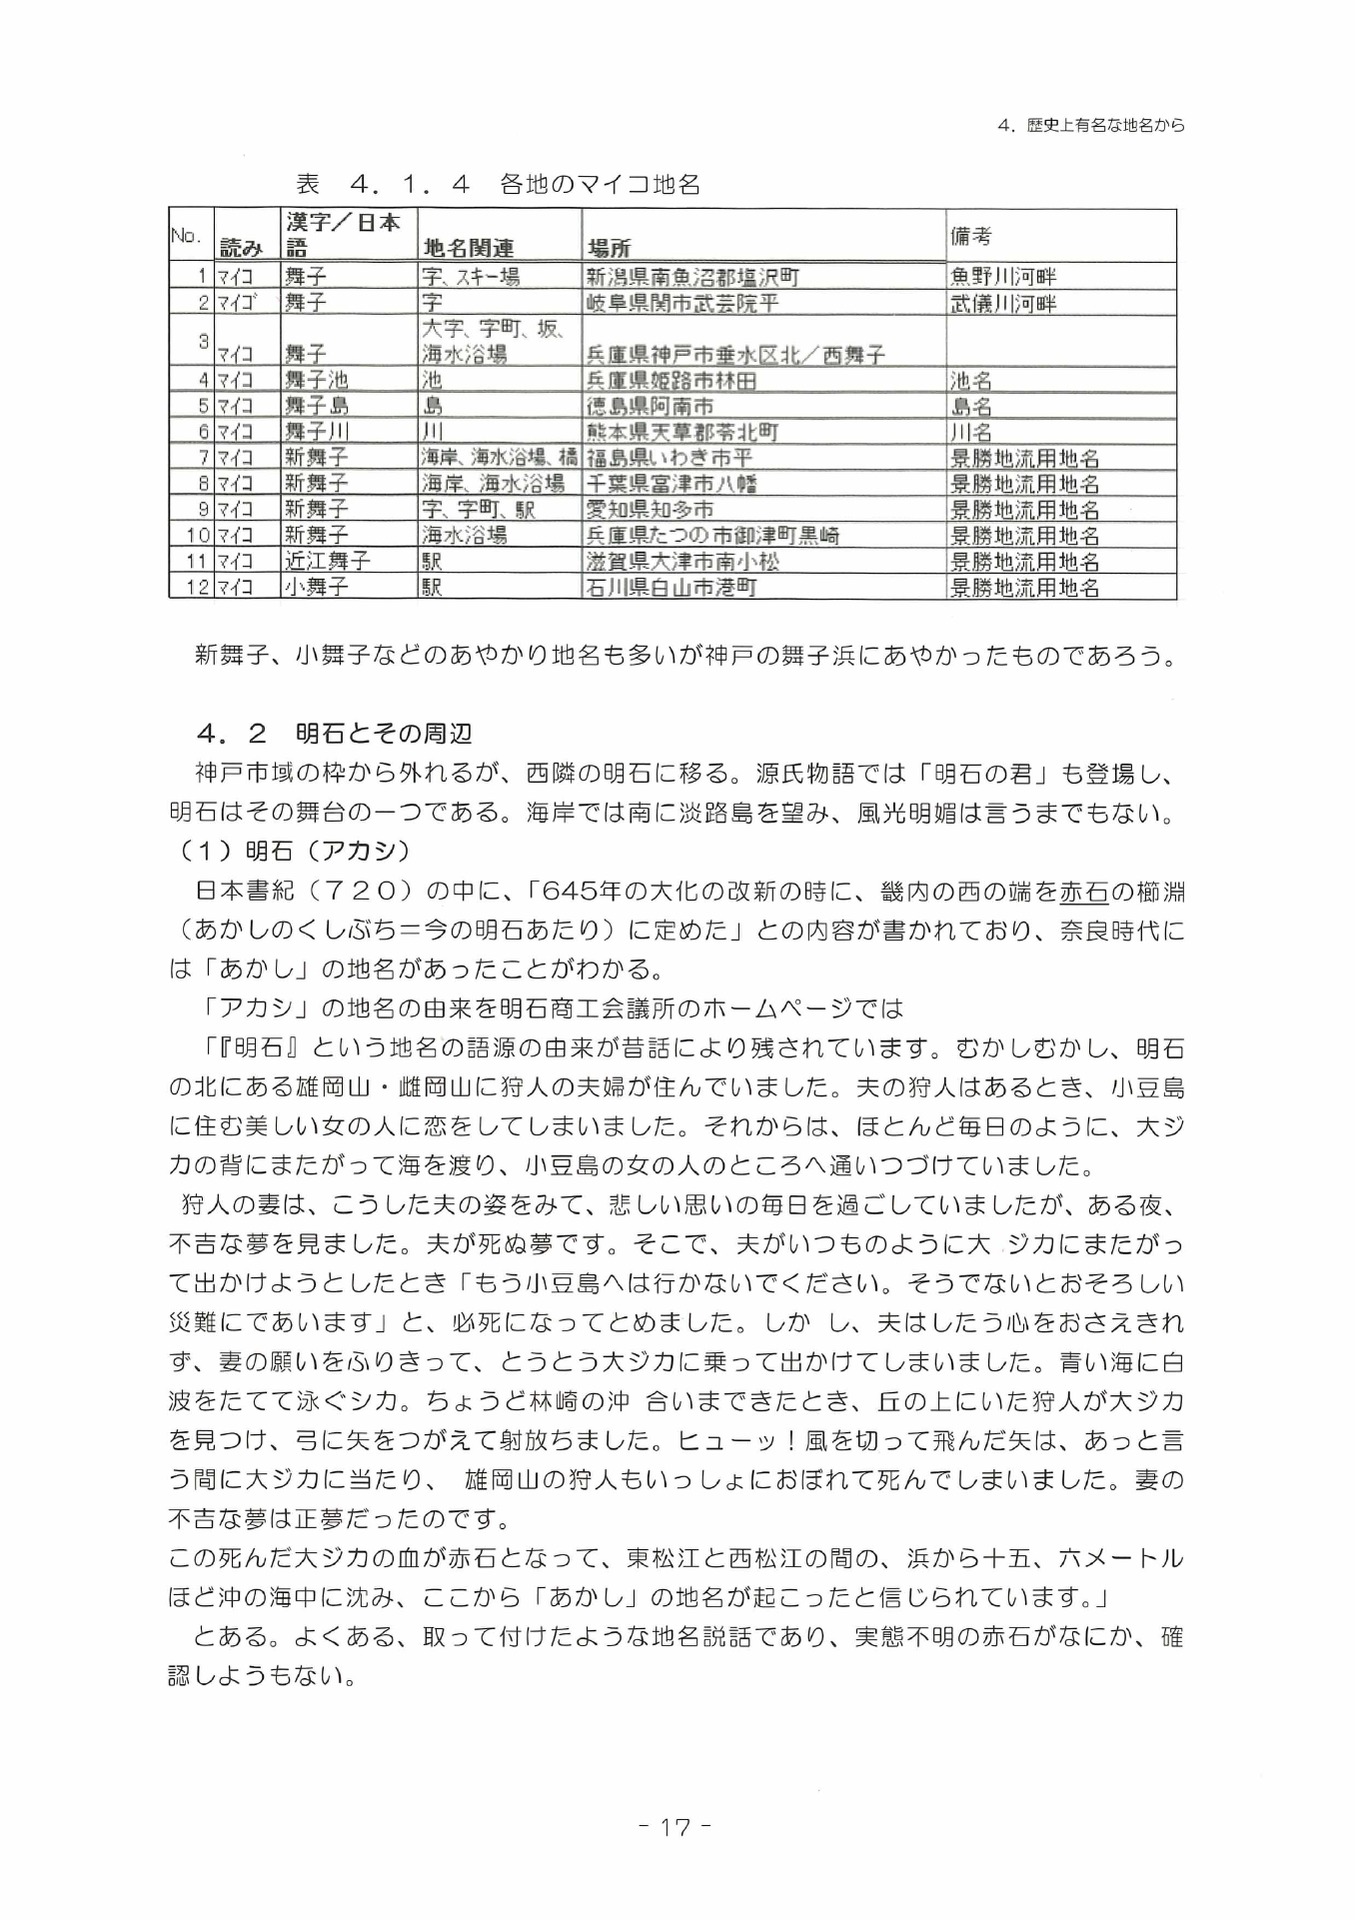 4．歴史上有名な地名から
表　４．１．４　各地のマイコ地名
No. 読み 漢字／日本語 地名関連 場所 備考
1 マイコ 舞子 字、スキー場 新潟県南魚沼郡塩沢町 魚野川河畔
2 マイゴ 舞子 字 岐阜県関市武芸院平 武儀川河畔
3 マイコ 舞子 大字、字町、坂、海水浴場 兵庫県神戸市垂水区北／西舞子
4 マイコ 舞子池 池 兵庫県姫路市林田 池名
5 マイコ 舞子島 島 徳島県阿南市 島名
6 マイコ 舞子川 川 熊本県天草郡苓北町 川名
7 マイコ 新舞子 海岸、海水浴場、橋 福島県いわき市平 景勝地流用地名
8 マイコ 新舞子 海岸、海水浴場 千葉県富津市八幡 景勝地流用地名
9 マイコ 新舞子 字、字町、駅 愛知県知多市 景勝地流用地名
10 マイコ 新舞子 海水浴場 兵庫県たつの市御津町黒崎 景勝地流用地名
11 マイコ 近江舞子 駅 滋賀県大津市南小松 景勝地流用地名
12 マイコ 小舞子 駅 石川県白山市港町 景勝地流用地名
新舞子、小舞子などのあやかり地名も多いが神戸の舞子浜にあやかったものであろう。
４．２　明石とその周辺
神戸市域の枠から外れるが、西隣の明石に移る。源氏物語では「明石の君」も登場し、
明石はその舞台の一つである。海岸では南に淡路島を望み、風光明媚は言うまでもない。
（１）明石（アカシ）
日本書紀（７２０）の中に、「645年の大化の改新の時に、畿内の西の端を赤石の櫛淵
（あかしのくしぶち＝今の明石あたり）に定めた」との内容が書かれており、奈良時代に
は「あかし」の地名があったことがわかる。
「アカシ」の地名の由来を明石商工会議所のホームページでは
「『明石』という地名の語源の由来が昔話により残されています。むかしむかし、明石
の北にある雄岡山・雌岡山に狩人の夫婦が住んでいました。夫の狩人はあるとき、小豆島
に住む美しい女の人に恋をしてしまいました。それからは、ほとんど毎日のように、大ジ
カの背にまたがって海を渡り、小豆島の女の人のところへ通いつづけていました。
狩人の妻は、こうした夫の姿をみて、悲しい思いの毎日を過ごしていましたが、ある夜、
不吉な夢を見ました。夫が死ぬ夢です。そこで、夫がいつものように大 ジカにまたがっ
て出かけようとしたとき「もう小豆島へは行かないでください。そうでないとおそろしい
災難にであいます」と、必死になってとめました。しか し、夫はしたう心をおさえきれ
ず、妻の願いをふりきって、とうとう大ジカに乗って出かけてしまいました。青い海に白
波をたてて泳ぐシカ。ちょうど林崎の沖 合いまできたとき、丘の上にいた狩人が大ジカ
を見つけ、弓に矢をつがえて射放ちました。ヒューッ！風を切って飛んだ矢は、あっと言
う間に大ジカに当たり、 雄岡山の狩人もいっしょにおぼれて死んでしまいました。妻の
不吉な夢は正夢だったのです。
この死んだ大ジカの血が赤石となって、東松江と西松江の間の、浜から十五、六メートル
ほど沖の海中に沈み、ここから「あかし」の地名が起こったと信じられています。」
とある。よくある、取って付けたような地名説話であり、実態不明の赤石がなにか、確
認しようもない。
- 17 -